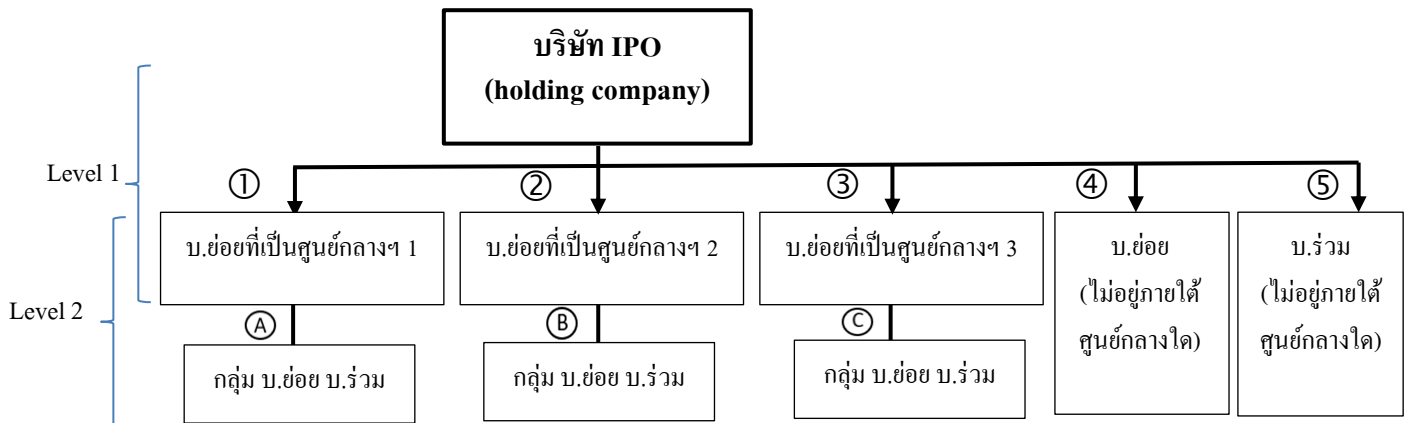 บริษัท IPO
(holding company)
Level 1
① ② ③ ④ ⑤
บ.ย่อยที่เป็นศูนย์กลางฯ 1
บ.ย่อยที่เป็นศูนย์กลางฯ 2
บ.ย่อยที่เป็นศูนย์กลางฯ 3
บ.ย่อย
(ไม่อยู่ภายใต้
ศูนย์กลางใด)
บ.ร่วม
(ไม่อยู่ภายใต้
ศูนย์กลางใด)
Level 2
Ⓐ Ⓑ Ⓒ
กลุ่ม บ.ย่อย บ.ร่วม
กลุ่ม บ.ย่อย บ.ร่วม
กลุ่ม บ.ย่อย บ.ร่วม